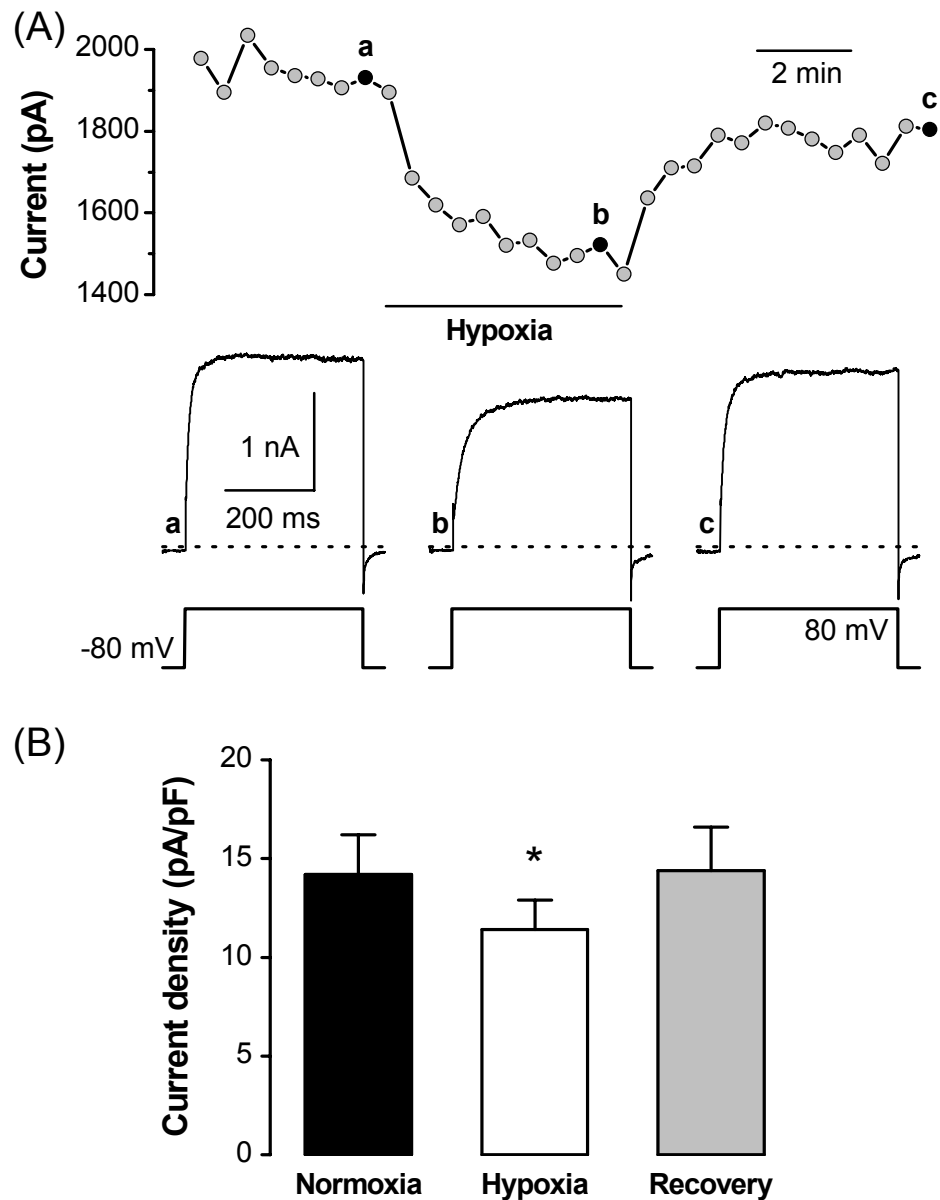 (A)
2000
1800
1600
1400
Current (pA)
a
b
c
2 min
Hypoxia
1 nA
200 ms
a
b
c
-80 mV
80 mV
(B)
20
15
10
5
0
Current density (pA/pF)
*
Normoxia
Hypoxia
Recovery